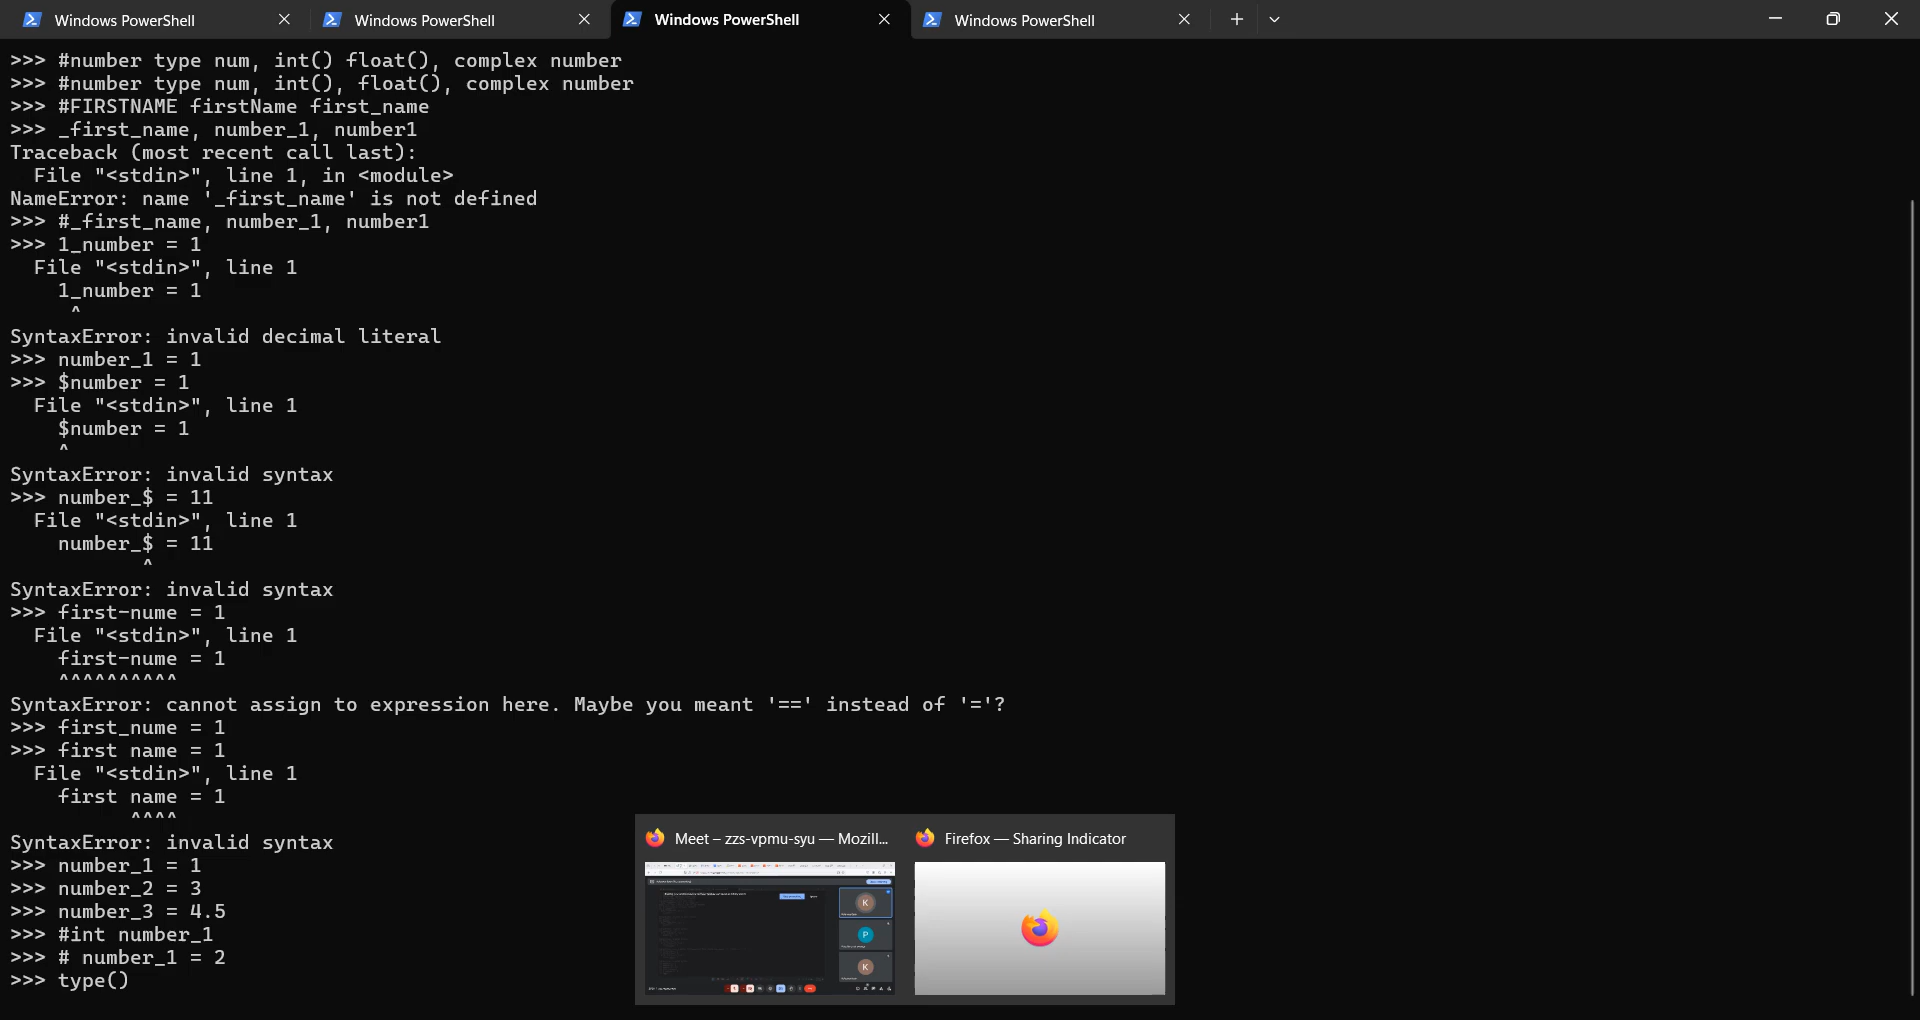 Windows PowerShell
Windows PowerShell
Windows PowerShell
Windows PowerShell
>>> #number type num, int() float(), complex number
>>> #number type num, int(), float(), complex number
>>> #FIRSTNAME firstName first_name
>>> _first_name, number_1, number1
Traceback (most recent call last):
  File "<stdin>", line 1, in <module>
NameError: name '_first_name' is not defined
>>> #_first_name, number_1, number1
>>> 1_number = 1
  File "<stdin>", line 1
    1_number = 1
     ^
SyntaxError: invalid decimal literal
>>> number_1 = 1
>>> $number = 1
  File "<stdin>", line 1
    $number = 1
    ^
SyntaxError: invalid syntax
>>> number_$ = 11
  File "<stdin>", line 1
    number_$ = 11
           ^
SyntaxError: invalid syntax
>>> first-nume = 1
  File "<stdin>", line 1
    first-nume = 1
    ^^^^^^^^^^
SyntaxError: cannot assign to expression here. Maybe you meant '==' instead of '='?
>>> first_nume = 1
>>> first name = 1
  File "<stdin>", line 1
    first name = 1
          ^^^^
SyntaxError: invalid syntax
>>> number_1 = 1
>>> number_2 = 3
>>> number_3 = 4.5
>>> #int number_1
>>> # number_1 = 2
>>> type()
Meet – zzs-vpmu-syu — Mozill...
Firefox — Sharing Indicator
K
P
K